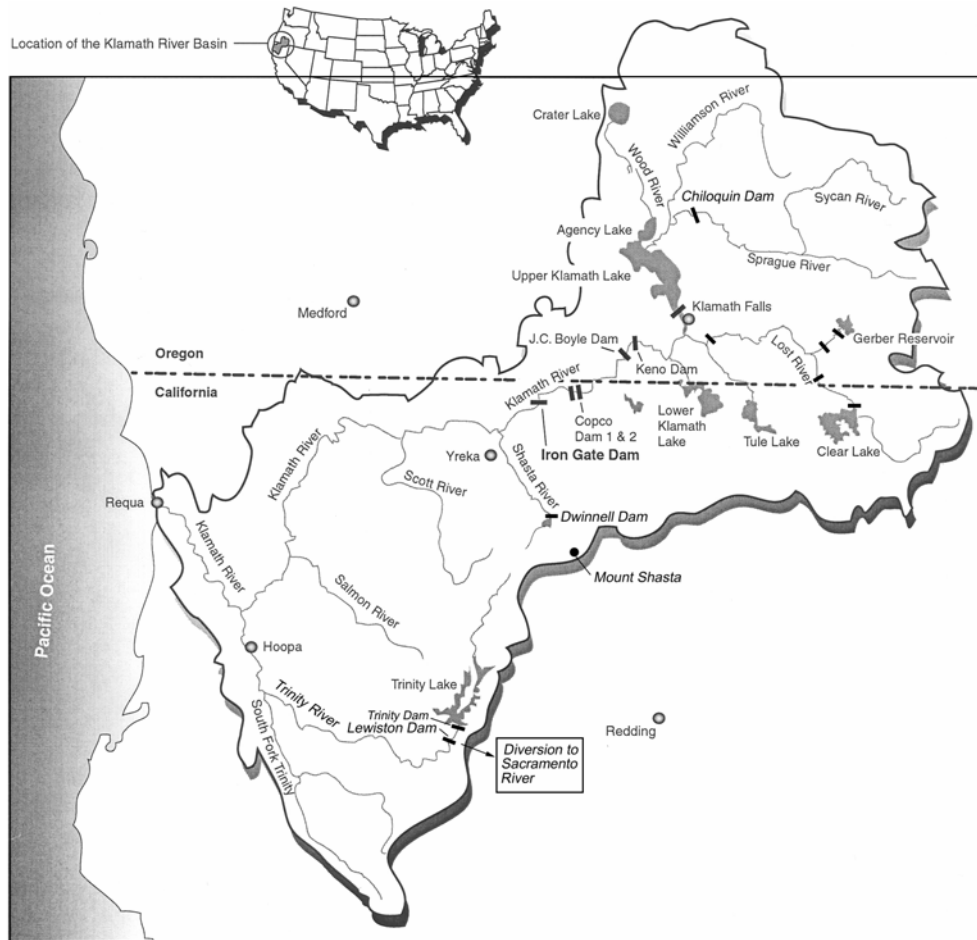 Location of the Klamath River Basin
Crater Lake
Williamson River
Wood River
Chiloquin Dam
Sycan River
Agency Lake
Sprague River
Upper Klamath Lake
Klamath Falls
Medford
J.C. Boyle Dam
Lost River
Gerber Reservoir
Oregon
Keno Dam
California
Klamath River
Copco
Dam 1 & 2
Lower
Klamath
Lake
Tule Lake
Clear Lake
Iron Gate Dam
Klamath River
Yreka
Shasta River
Scott River
Requa
Dwinnell Dam
Klamath River
Mount Shasta
Pacific Ocean
Salmon River
Hoopa
Trinity Lake
Trinity River
Trinity Dam
Lewiston Dam
Redding
South Fork Trinity
Diversion to
Sacramento
River